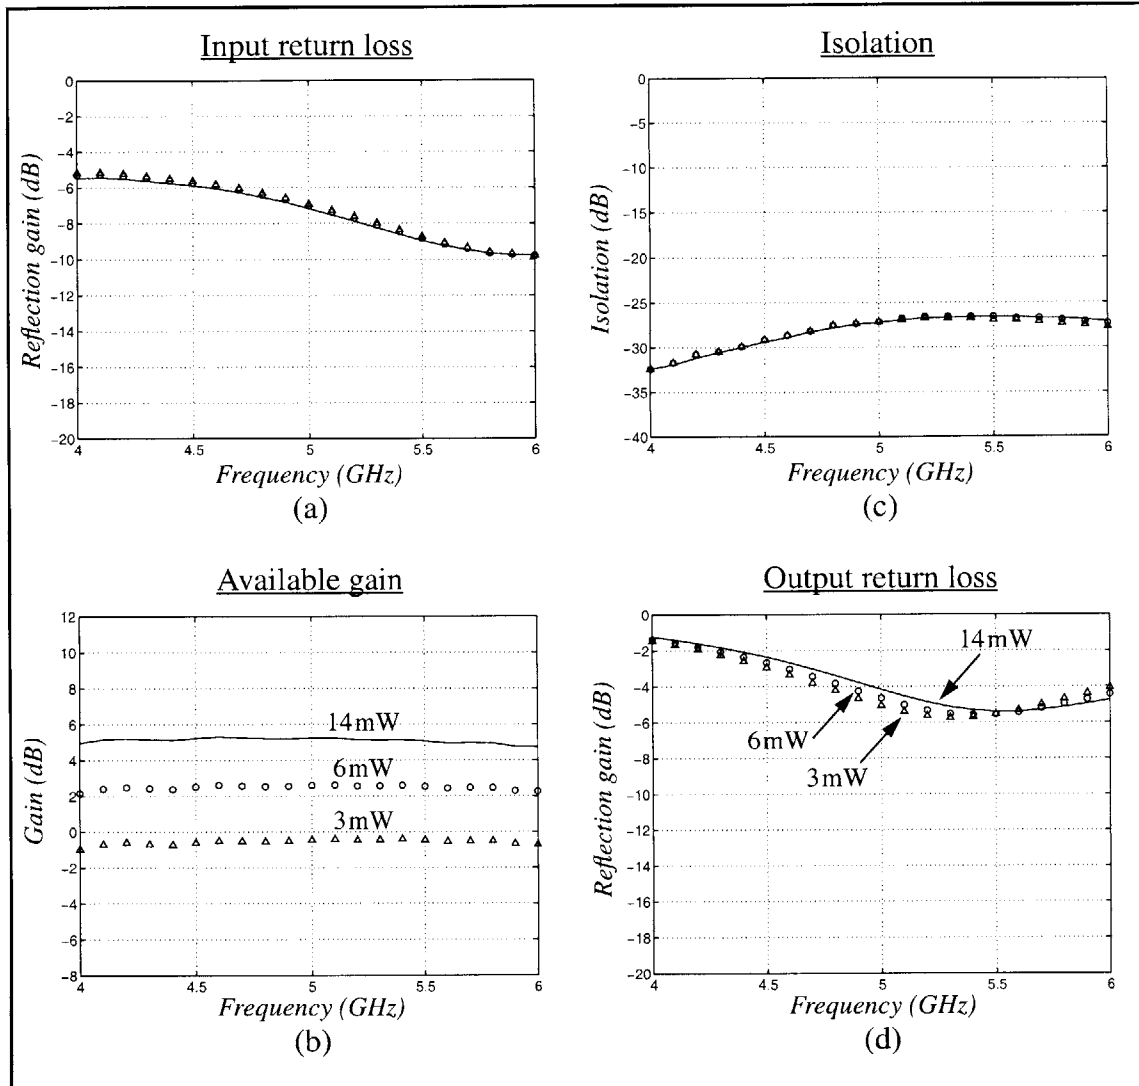 Input return loss
0
-2
-4
-6
-8
-10
-12
-14
-16
-18
-20
4
4.5
5
5.5
6
Reflection gain (dB)
Frequency (GHz)
(a)
Isolation
0
-5
-10
-15
-20
-25
-30
-35
-40
4
4.5
5
5.5
6
Isolation (dB)
Frequency (GHz)
(c)
Available gain
12
10
8
6
4
2
0
-2
-4
-6
-8
4
4.5
5
5.5
6
Gain (dB)
14mW
6mW
3mW
Frequency (GHz)
(b)
Output return loss
0
-2
-4
-6
-8
-10
-12
-14
-16
-18
-20
4
4.5
5
5.5
6
Reflection gain (dB)
14mW
6mW
3mW
Frequency (GHz)
(d)